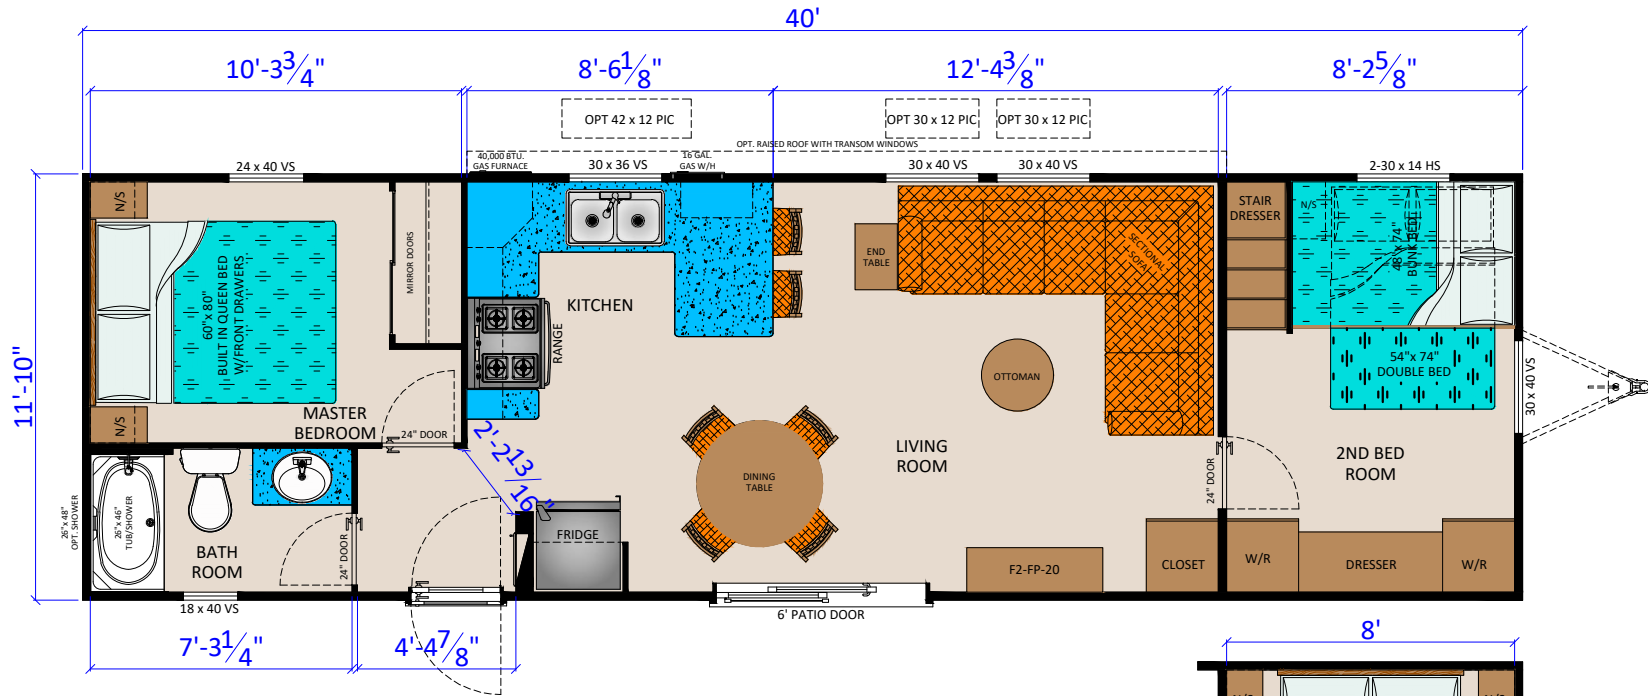 40'
10'-3 3/4"
8'-6 1/8"
12'-4 3/8"
8'-2 5/8"
OPT 42 x 12 PIC
OPT 30 x 12 PIC
OPT 30 x 12 PIC
OPT. RAISED ROOF WITH TRANSOM WINDOWS
40,000 BTU.
GAS FURNACE
16 GAL.
GAS W/H
24 x 40 VS
30 x 36 VS
30 x 40 VS
30 x 40 VS
2-30 x 14 HS
11'-10"
N/S
60"x 80"
BUILT IN QUEEN BED
W/FRONT DRAWERS
MIRROR DOORS
N/S
MASTER
BEDROOM
24" DOOR
KITCHEN
RANGE
END
TABLE
SECTIONAL
SOFA
OTTOMAN
STAIR
DRESSER
N/S
48"x 74"
BUNK BED
54"x 74"
DOUBLE BED
30 x 40 VS
2'-2 13/16"
LIVING
ROOM
DINING
TABLE
2ND BED
ROOM
24" DOOR
26"x 48"
OPT. SHOWER
26"x 46"
TUB/SHOWER
BATH
ROOM
24" DOOR
FRIDGE
F2-FP-20
CLOSET
W/R
DRESSER
W/R
18 x 40 VS
6' PATIO DOOR
7'-3 1/4"
4'-4 7/8"
8'